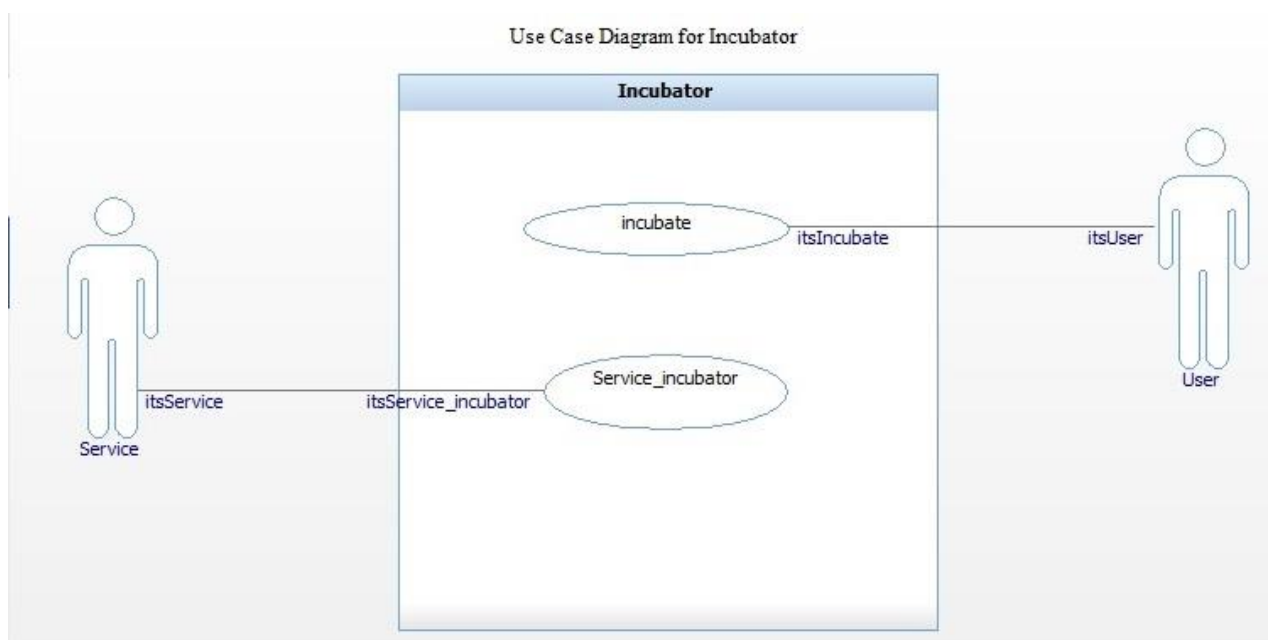 Use Case Diagram for Incubator
Incubator
incubate
itsIncubate
itsUser
User
Service_incubator
itsService
itsService_incubator
Service